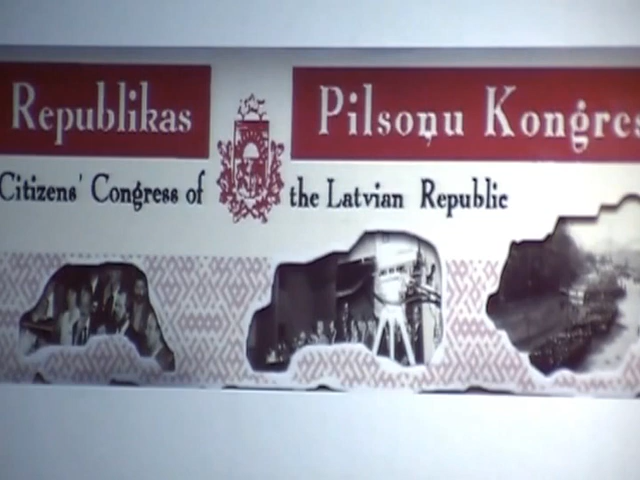 Republikas Pilsoņu Kongres
Citizens' Congress of the Latvian Republic